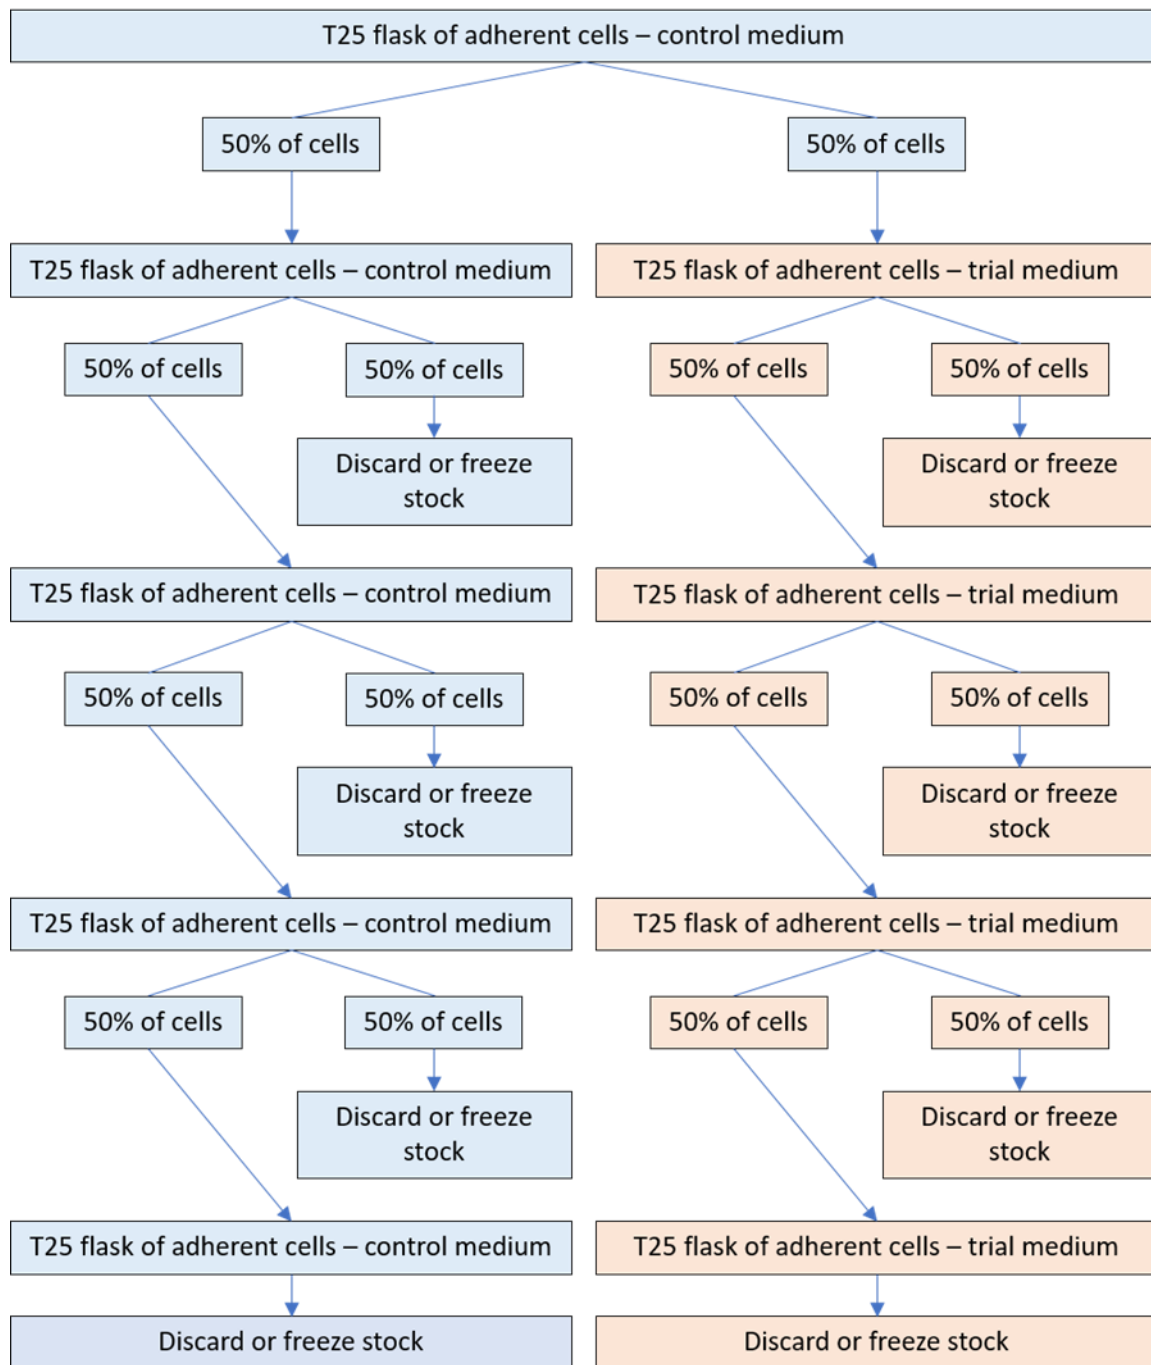 T25 flask of adherent cells – control medium
50% of cells
50% of cells
T25 flask of adherent cells – control medium
T25 flask of adherent cells – trial medium
50% of cells
50% of cells
50% of cells
50% of cells
Discard or freeze
stock
Discard or freeze
stock
T25 flask of adherent cells – control medium
T25 flask of adherent cells – trial medium
50% of cells
50% of cells
50% of cells
50% of cells
Discard or freeze
stock
Discard or freeze
stock
T25 flask of adherent cells – control medium
T25 flask of adherent cells – trial medium
50% of cells
50% of cells
50% of cells
50% of cells
Discard or freeze
stock
Discard or freeze
stock
T25 flask of adherent cells – control medium
T25 flask of adherent cells – trial medium
Discard or freeze stock
Discard or freeze stock